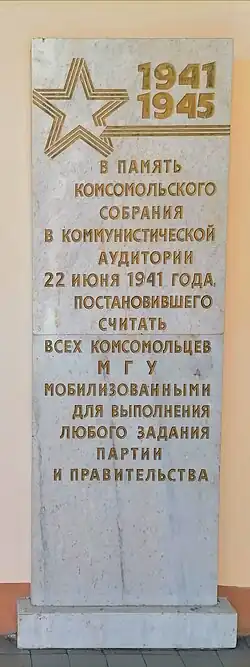 1941
1945
В ПАМЯТЬ
КОМСОМОЛЬСКОГО
СОБРАНИЯ
В КОММУНИСТИЧЕСКОЙ
АУДИТОРИИ
22 ИЮНЯ 1941 ГОДА,
ПОСТАНОВИВШЕГО
СЧИТАТЬ
ВСЕХ КОМСОМОЛЬЦЕВ
МГУ
МОБИЛИЗОВАННЫМИ
ДЛЯ ВЫПОЛНЕНИЯ
ЛЮБОГО ЗАДАНИЯ
ПАРТИИ
И ПРАВИТЕЛЬСТВА